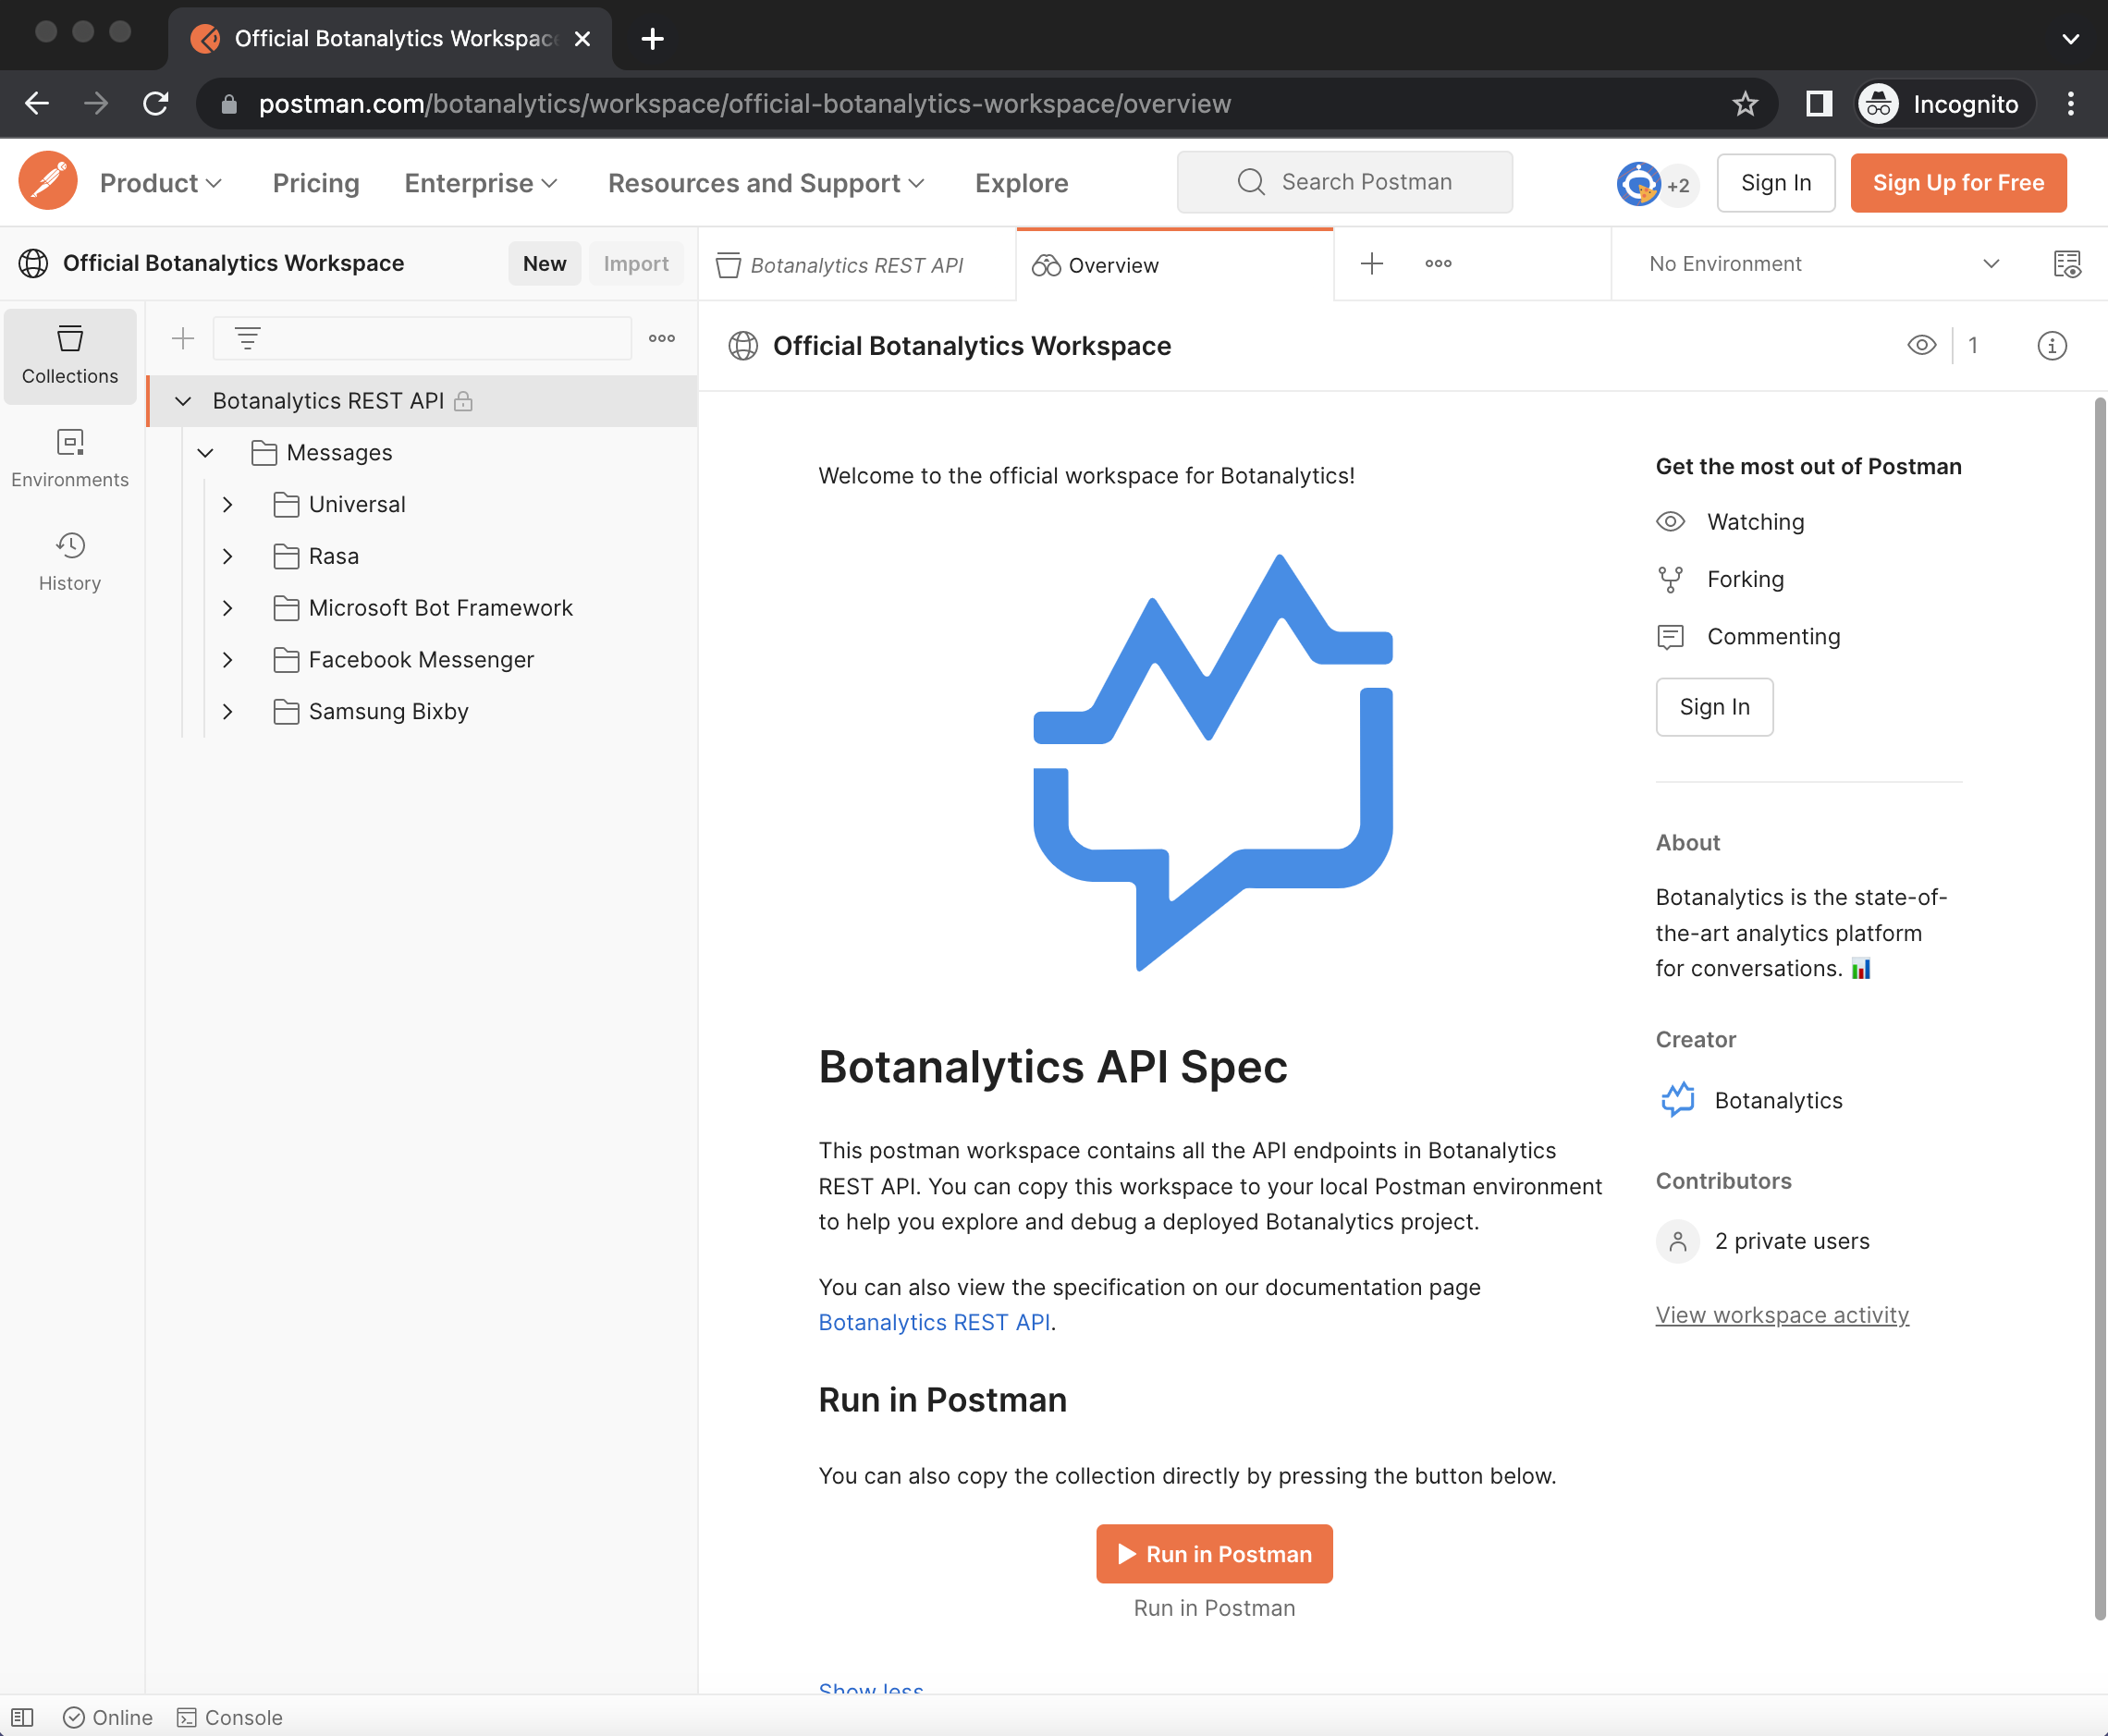 Official Botanalytics Workspace
postman.com/botanalytics/workspace/official-botanalytics-workspace/overview
Incognito
Product
Pricing
Enterprise
Resources and Support
Explore
Search Postman
+2
Sign In
Sign Up for Free
Official Botanalytics Workspace
New
Import
Botanalytics REST API
Overview
No Environment
Collections
Environments
History
Botanalytics REST API
Messages
Universal
Rasa
Microsoft Bot Framework
Facebook Messenger
Samsung Bixby
Official Botanalytics Workspace
1
Welcome to the official workspace for Botanalytics!
Botanalytics API Spec
This postman workspace contains all the API endpoints in Botanalytics
REST API. You can copy this workspace to your local Postman environment
to help you explore and debug a deployed Botanalytics project.
You can also view the specification on our documentation page
Botanalytics REST API.
Run in Postman
You can also copy the collection directly by pressing the button below.
Run in Postman
Run in Postman
Show less
Get the most out of Postman
Watching
Forking
Commenting
Sign In
About
Botanalytics is the state-of-
the-art analytics platform
for conversations. 📊
Creator
Botanalytics
Contributors
2 private users
View workspace activity
Online
Console